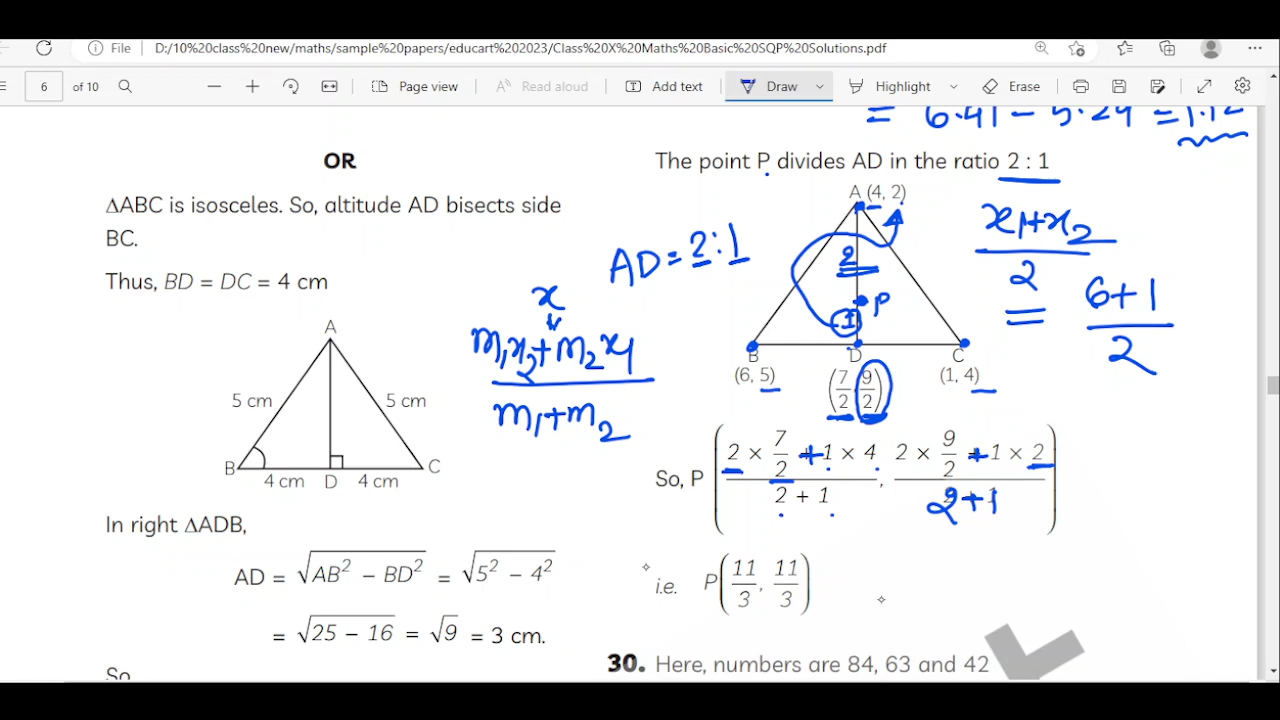 File D:/10%20class%20new/maths/sample%20papers/educart%202023/Class%20X%20Maths%20Basic%20SQP%20Solutions.pdf
6 of 10 Page view Read aloud Add text Draw Highlight Erase
OR
∆ABC is isosceles. So, altitude AD bisects side
BC.
Thus, BD = DC = 4 cm
A
5 cm 5 cm
B C
4 cm D 4 cm
In right ∆ADB,
AD = √(AB² − BD²) = √(5² − 4²)
= √(25 − 16) = √9 = 3 cm.
So
= 6.41 − 5.29 = 1.12
The point P divides AD in the ratio 2 : 1
A (4, 2)
AD = 2:1
2
P
1
B D C
(6, 5) (7/2, 9/2) (1, 4)
x
(m₁x₂ + m₂x₁)/(m₁ + m₂)
(x₁ + x₂)/2
= (6+1)/2
So, P ((2 × 7/2 + 1 × 4)/(2 + 1), (2 × 9/2 + 1 × 2)/(2+1))
i.e. P(11/3, 11/3)
30. Here, numbers are 84, 63 and 42